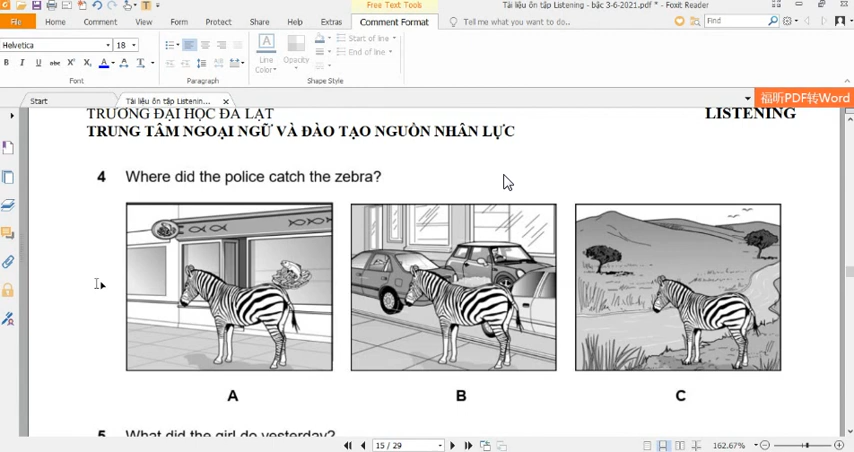 Free Text Tools
Tài liệu ôn tập Listening - bậc 3-6-2021.pdf * - Foxit Reader
File
Home
Comment
View
Form
Protect
Share
Help
Extras
Comment Format
Tell me what you want to do...
Find
Helvetica
18
Line
Color
Opacity
Start of line
End of line
Font
Paragraph
Shape Style
Start
Tài liệu ôn tập Listenin...
福昕PDF转Word
TRƯỜNG ĐẠI HỌC ĐÀ LẠT
LISTENING
TRUNG TÂM NGOẠI NGỮ VÀ ĐÀO TẠO NGUỒN NHÂN LỰC
4 Where did the police catch the zebra?
A
B
C
5 What did the girl do yesterday?
15 / 29
162.67%